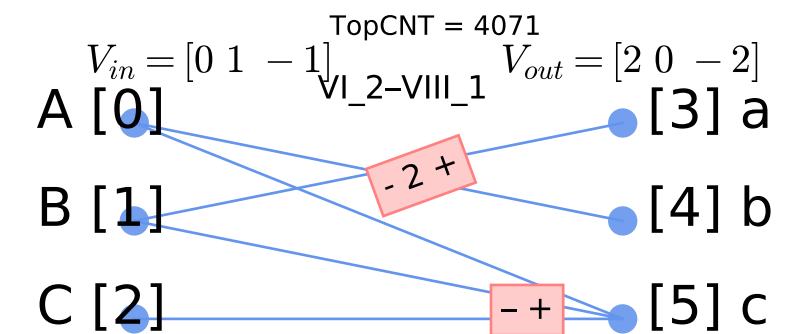 TopCNT = 4071
V_in = [0 1 − 1] V_out = [2 0 − 2]
VI_2–VIII_1
A [0] [3] a
- 2 +
B [1] [4] b
C [2] – + [5] c